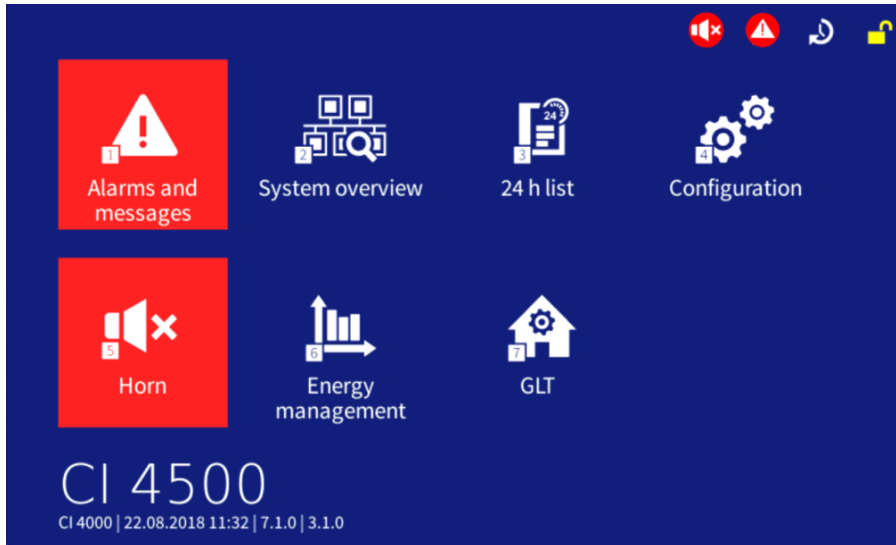 1
Alarms and
messages
2
System overview
24
3
24 h list
4
Configuration
5
Horn
6
Energy
management
7
GLT
CI 4500
CI 4000 | 22.08.2018 11:32 | 7.1.0 | 3.1.0